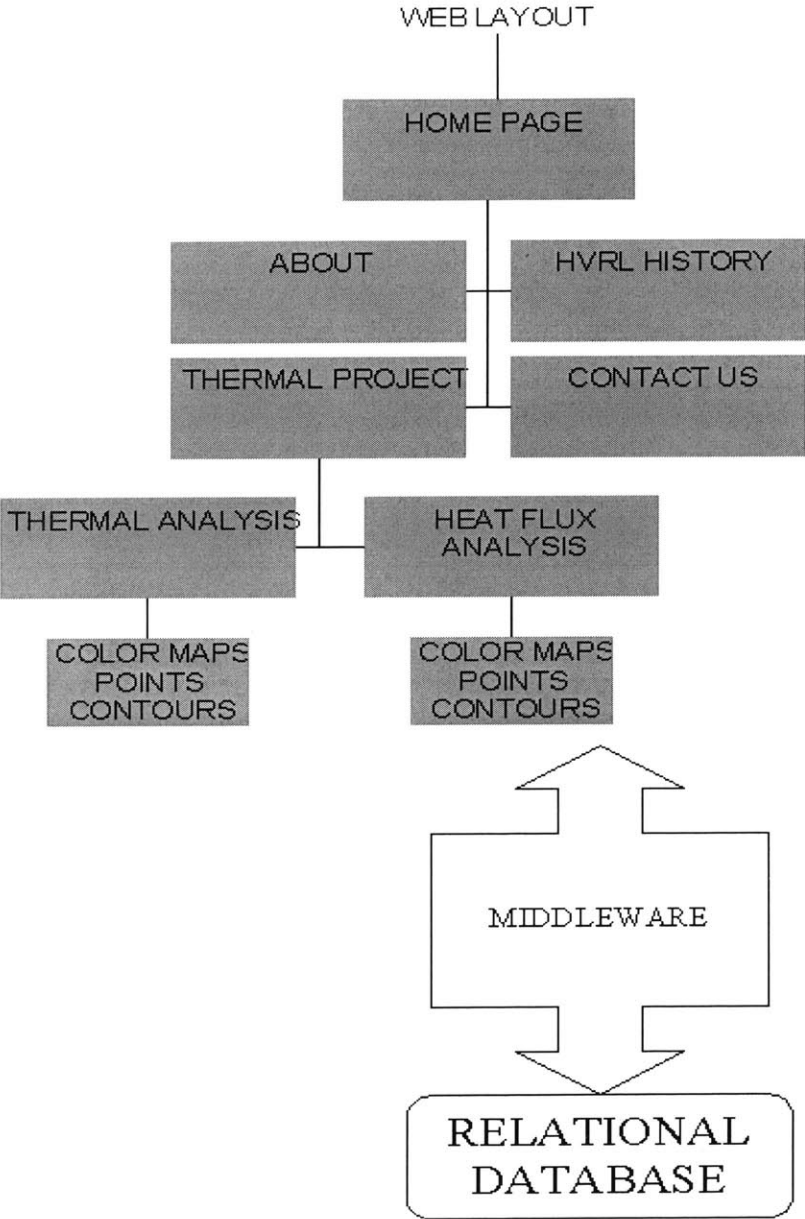 WEB LAYOUT
HOME PAGE
ABOUT
HVRL HISTORY
THERMAL PROJECT
CONTACT US
THERMAL ANALYSIS
HEAT FLUX
ANALYSIS
COLOR MAPS
POINTS
CONTOURS
COLOR MAPS
POINTS
CONTOURS
MIDDLEWARE
RELATIONAL
DATABASE